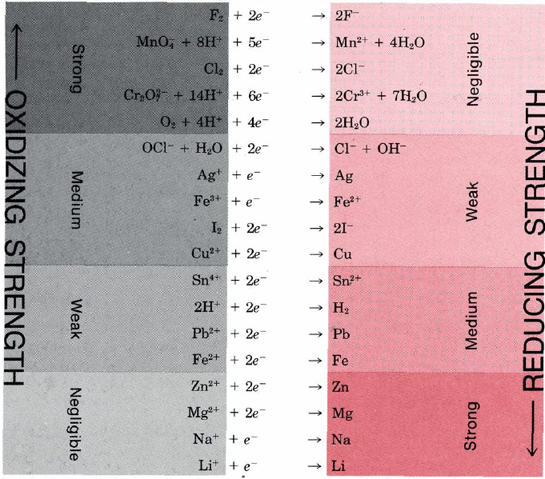 OXIDIZING STRENGTH
Strong
Medium
Weak
Negligible
F₂ + 2e⁻ → 2F⁻
MnO₄⁻ + 8H⁺ + 5e⁻ → Mn²⁺ + 4H₂O
Cl₂ + 2e⁻ → 2Cl⁻
Cr₂O₇²⁻ + 14H⁺ + 6e⁻ → 2Cr³⁺ + 7H₂O
O₂ + 4H⁺ + 4e⁻ → 2H₂O
OCl⁻ + H₂O + 2e⁻ → Cl⁻ + OH⁻
Ag⁺ + e⁻ → Ag
Fe³⁺ + e⁻ → Fe²⁺
I₂ + 2e⁻ → 2I⁻
Cu²⁺ + 2e⁻ → Cu
Sn⁴⁺ + 2e⁻ → Sn²⁺
2H⁺ + 2e⁻ → H₂
Pb²⁺ + 2e⁻ → Pb
Fe²⁺ + 2e⁻ → Fe
Zn²⁺ + 2e⁻ → Zn
Mg²⁺ + 2e⁻ → Mg
Na⁺ + e⁻ → Na
Li⁺ + e⁻ → Li
Negligible
Weak
Medium
Strong
REDUCING STRENGTH